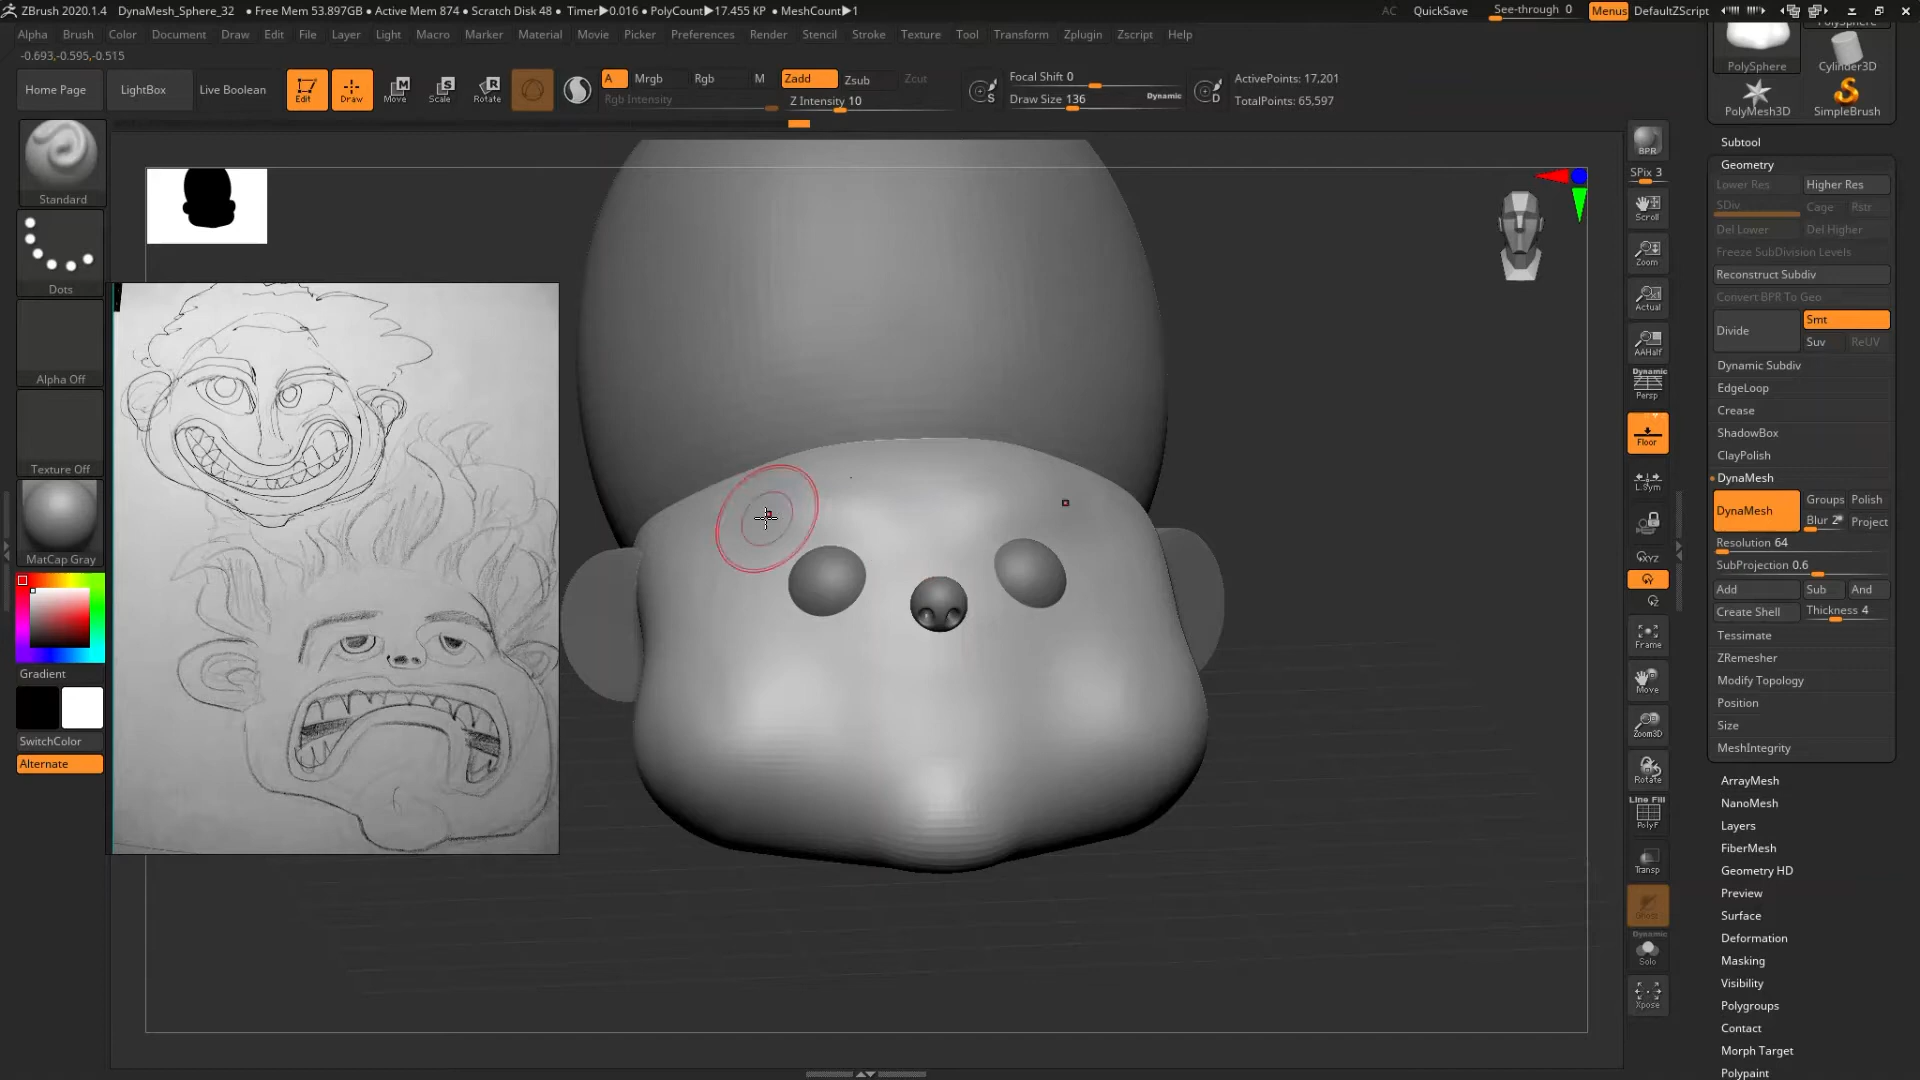 ZBrush 2020.1.4 DynaMesh_Sphere_32 • Free Mem 53.897GB • Active Mem 874 • Scratch Disk 48 • Timer▶0.016 • PolyCount▶17.455 KP • MeshCount▶1 AC QuickSave See-through 0 Menus DefaultZScript
Alpha Brush Color Document Draw Edit File Layer Light Macro Marker Material Movie Picker Preferences Render Stencil Stroke Texture Tool Transform Zplugin Zscript Help
-0.693,-0.595,-0.515
Home Page LightBox Live Boolean Edit Draw Move Scale Rotate A Mrgb Rgb M Zadd Zsub Zcut
Rgb Intensity Z Intensity 10
Focal Shift 0
Draw Size 136 Dynamic
S
D
ActivePoints: 17,201
TotalPoints: 65,597
Standard
Dots
Alpha Off
Texture Off
MatCap Gray
Gradient
SwitchColor
Alternate
BPR
SPix 3
Scroll
Zoom
Actual
AAHalf
Dynamic
Persp
Floor
L.Sym
XYZ
Frame
Move
Zoom3D
Rotate
Line Fill
PolyF
Transp
Dynamic
Solo
Xpose
PolySphere Cylinder3D
PolyMesh3D SimpleBrush
Subtool
Geometry
Lower Res Higher Res
SDiv Cage Rstr
Del Lower Del Higher
Freeze SubDivision Levels
Reconstruct Subdiv
Convert BPR To Geo
Divide Smt
Suv ReUV
Dynamic Subdiv
EdgeLoop
Crease
ShadowBox
ClayPolish
DynaMesh
DynaMesh Groups Polish
Blur 2 Project
Resolution 64
SubProjection 0.6
Add Sub And
Create Shell Thickness 4
Tessimate
ZRemesher
Modify Topology
Position
Size
MeshIntegrity
ArrayMesh
NanoMesh
Layers
FiberMesh
Geometry HD
Preview
Surface
Deformation
Masking
Visibility
Polygroups
Contact
Morph Target
Polypaint